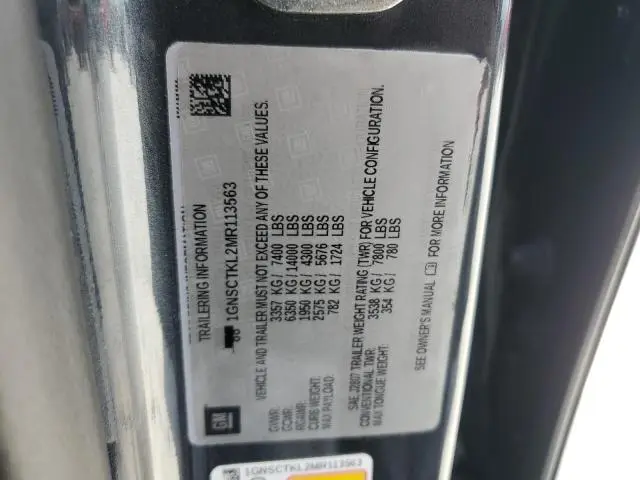 TRAILERING INFORMATION
1GNSCTKL2MR113563
VEHICLE AND TRAILER MUST NOT EXCEED ANY OF THESE VALUES.
GVWR: 3357 KG/ 7400 LBS
GCWR: 6350 KG/ 14000 LBS
RGAWR: 1950 KG/ 4300 LBS
CURB WEIGHT: 2575 KG/ 5676 LBS
MAX PAYLOAD: 782 KG/ 1724 LBS
SAE J2807 TRAILER WEIGHT RATING (TWR) FOR VEHICLE CONFIGURATION.
CONVENTIONAL TWR: 3538 KG/ 7800 LBS
MAX TONGUE WEIGHT: 354 KG/ 780 LBS
SEE OWNER'S MANUAL FOR MORE INFORMATION
GM
1GNSCTKL2MR113563